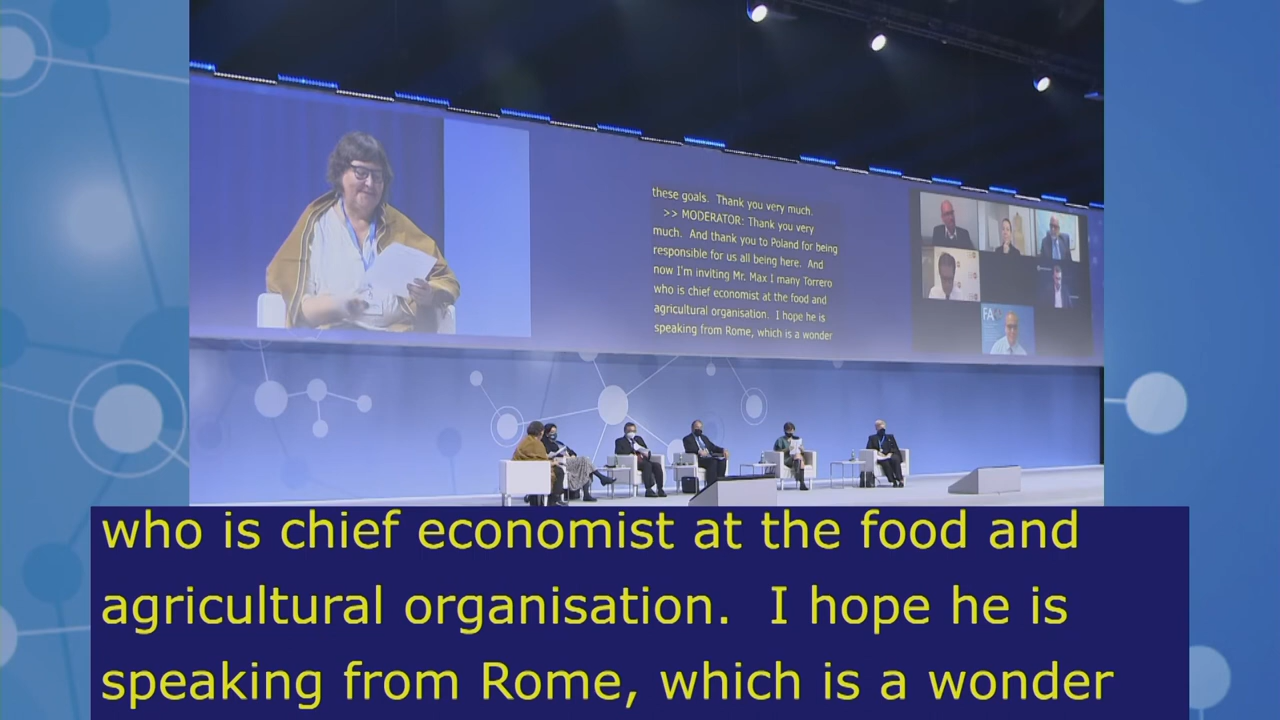 these goals.  Thank you very much.
>> MODERATOR: Thank you very
much.  And thank you to Poland for being
responsible for us all being here.  And
now I'm inviting Mr. Max I many Torrero
who is chief economist at the food and
agricultural organisation.  I hope he is
speaking from Rome, which is a wonder
FA
who is chief economist at the food and
agricultural organisation.  I hope he is
speaking from Rome, which is a wonder